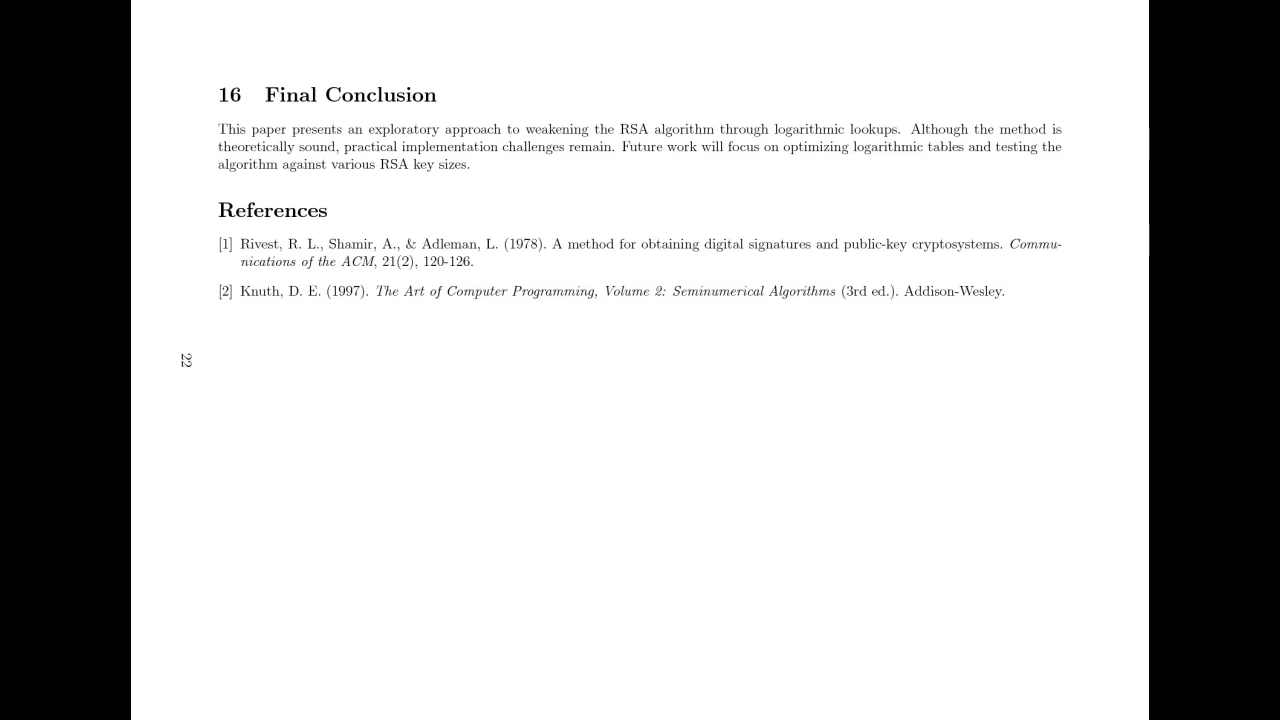 16 Final Conclusion
This paper presents an exploratory approach to weakening the RSA algorithm through logarithmic lookups. Although the method is
theoretically sound, practical implementation challenges remain. Future work will focus on optimizing logarithmic tables and testing the
algorithm against various RSA key sizes.
References
[1] Rivest, R. L., Shamir, A., & Adleman, L. (1978). A method for obtaining digital signatures and public-key cryptosystems. Commu-
nications of the ACM, 21(2), 120-126.
[2] Knuth, D. E. (1997). The Art of Computer Programming, Volume 2: Seminumerical Algorithms (3rd ed.). Addison-Wesley.
22